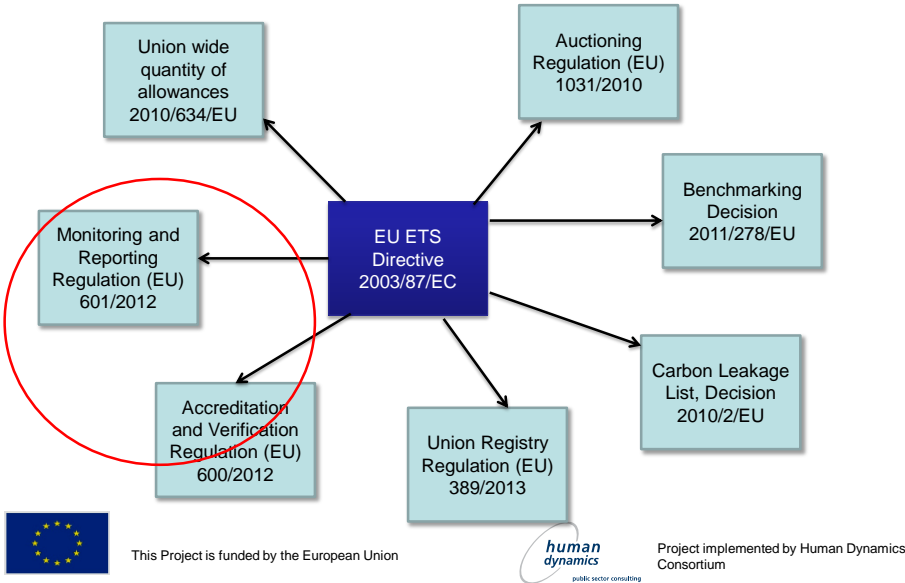 Union wide
quantity of
allowances
2010/634/EU
Auctioning
Regulation (EU)
1031/2010
Benchmarking
Decision
2011/278/EU
Monitoring and
Reporting
Regulation (EU)
601/2012
EU ETS
Directive
2003/87/EC
Carbon Leakage
List, Decision
2010/2/EU
Accreditation
and Verification
Regulation (EU)
600/2012
Union Registry
Regulation (EU)
389/2013
This Project is funded by the European Union
human
dynamics
public sector consulting
Project implemented by Human Dynamics
Consortium